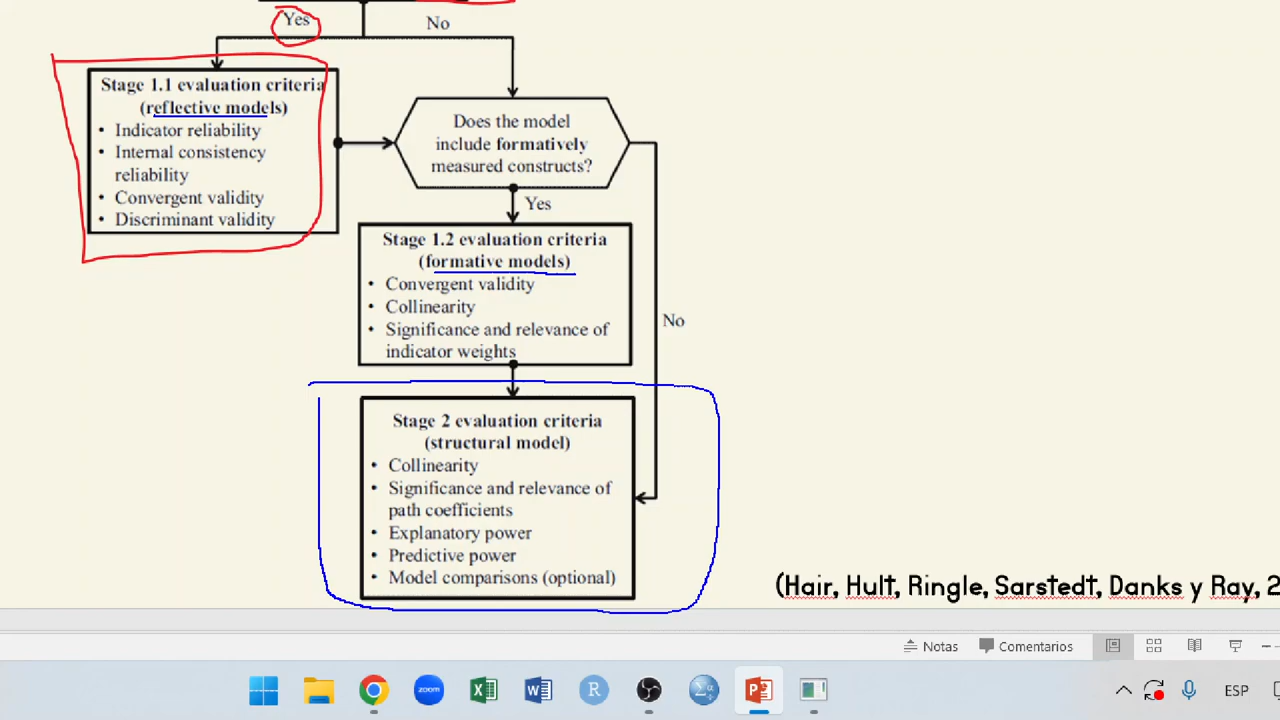 Yes
No
Stage 1.1 evaluation criteria
(reflective models)
• Indicator reliability
• Internal consistency
reliability
• Convergent validity
• Discriminant validity
Does the model
include formatively
measured constructs?
Yes
No
Stage 1.2 evaluation criteria
(formative models)
• Convergent validity
• Collinearity
• Significance and relevance of
indicator weights
Stage 2 evaluation criteria
(structural model)
• Collinearity
• Significance and relevance of
path coefficients
• Explanatory power
• Predictive power
• Model comparisons (optional)
(Hair, Hult, Ringle, Sarstedt, Danks y Ray, 2
Notas
Comentarios
zoom
R
Σα
ESP